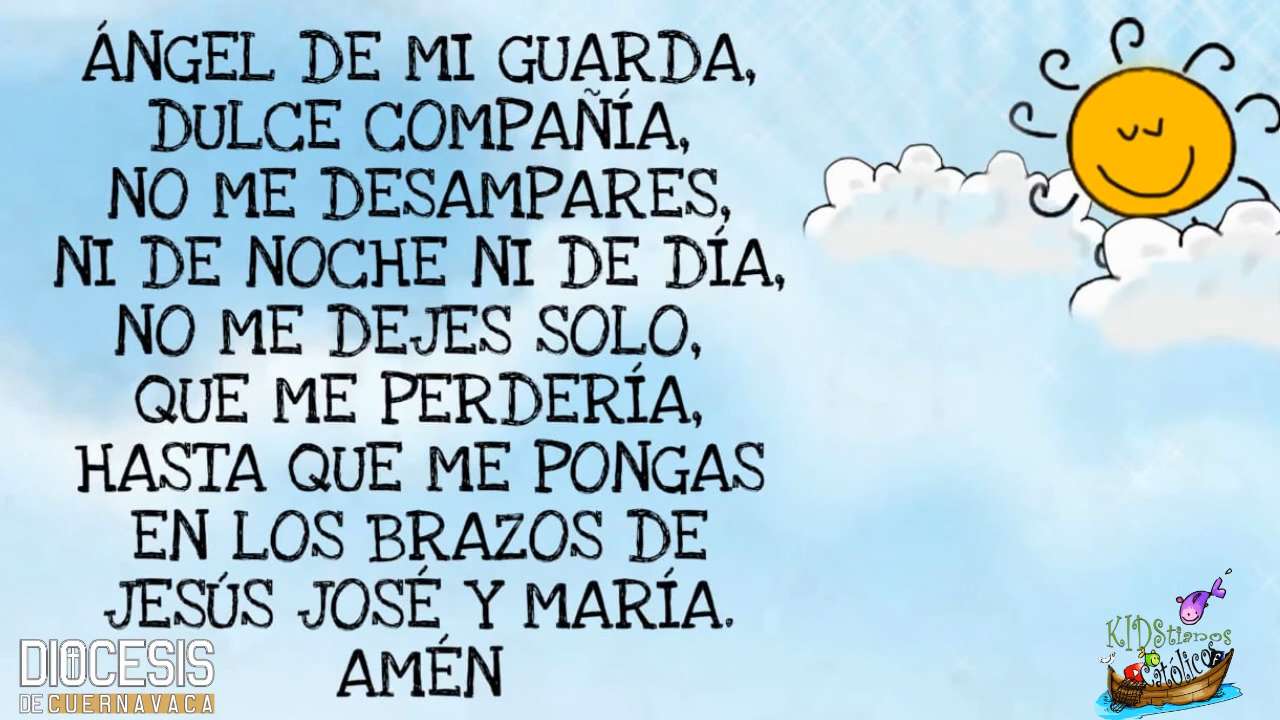 ÁNGEL DE MI GUARDA,
DULCE COMPAÑÍA,
NO ME DESAMPARES,
NI DE NOCHE NI DE DÍA,
NO ME DEJES SOLO,
QUE ME PERDERÍA,
HASTA QUE ME PONGAS
EN LOS BRAZOS DE
JESÚS JOSÉ Y MARÍA.
AMÉN
DIÓCESIS
DE CUERNAVACA
KIDStianos
Católicos